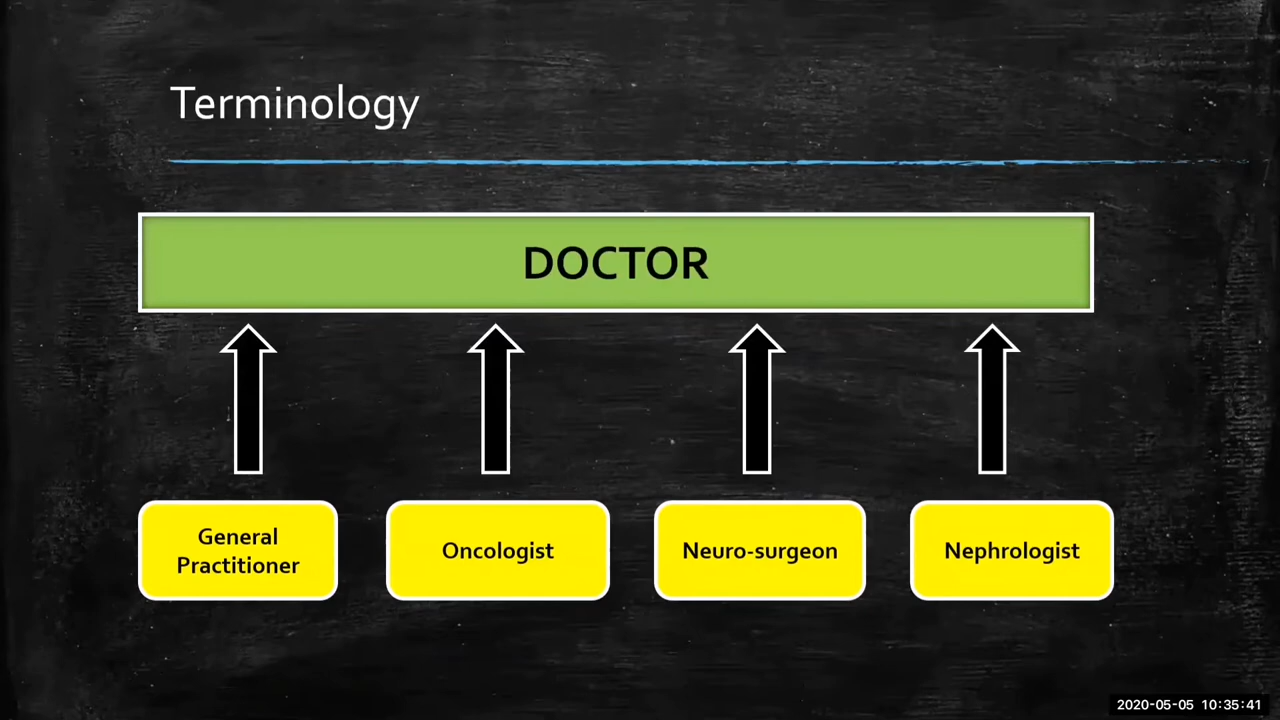 Terminology
DOCTOR
General
Practitioner
Oncologist
Neuro-surgeon
Nephrologist
2020-05-05 10:35:41